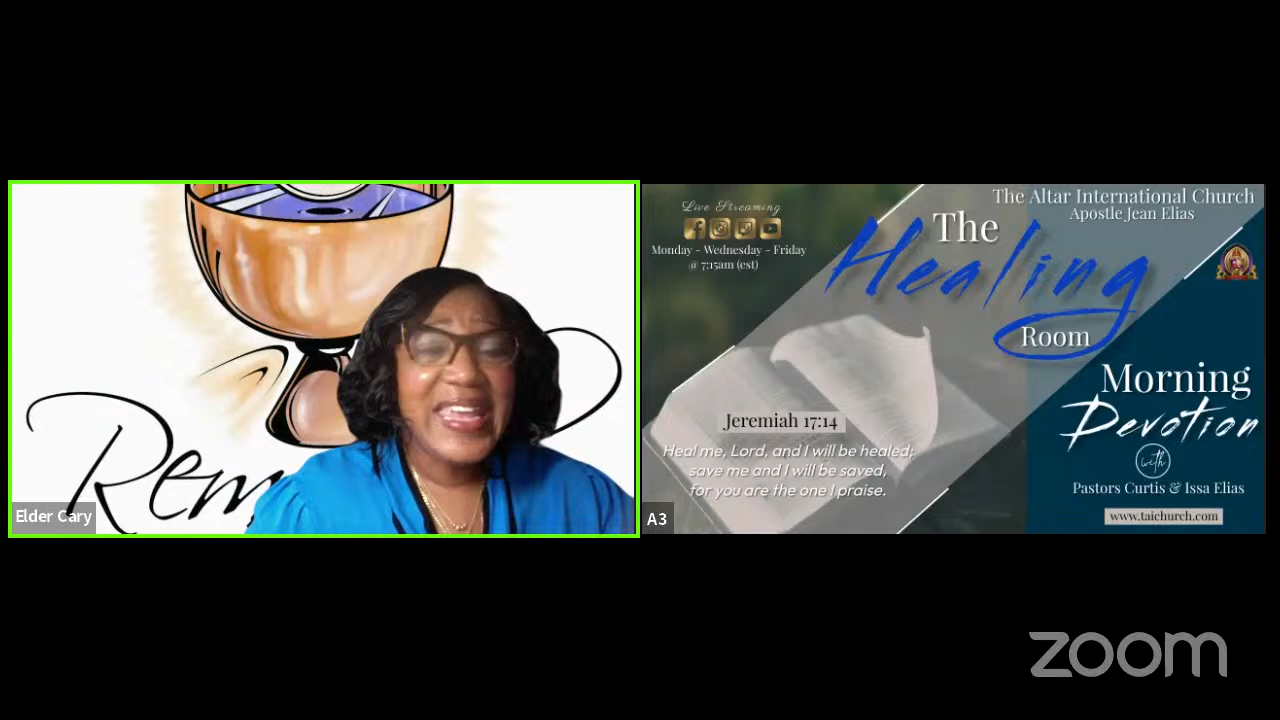 Rem
Elder Cary
Live Streaming
Monday - Wednesday - Friday
@ 7:15am (est)
The Altar International Church
Apostle Jean Elias
The
Healing
Room
Morning
Devotion
with
Pastors Curtis & Issa Elias
www.taichurch.com
Jeremiah 17:14
Heal me, Lord, and I will be healed;
save me and I will be saved,
for you are the one I praise.
A3
zoom